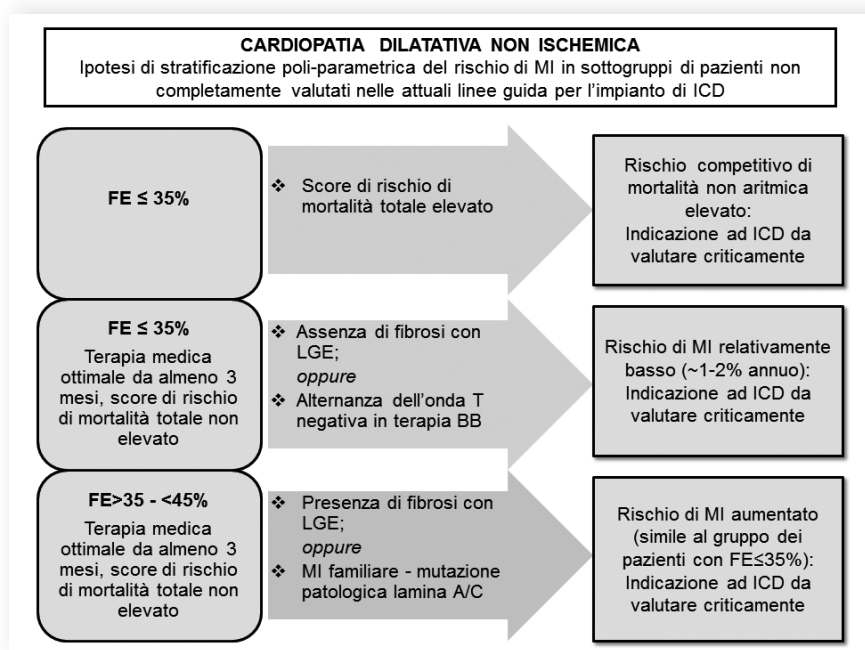 CARDIOPATIA DILATATIVA NON ISCHEMICA
Ipotesi di stratificazione poli-parametrica del rischio di MI in sottogruppi di pazienti non
completamente valutati nelle attuali linee guida per l'impianto di ICD
FE ≤ 35%
❖ Score di rischio di
mortalità totale elevato
Rischio competitivo di
mortalità non aritmica
elevato:
Indicazione ad ICD da
valutare criticamente
FE ≤ 35%
Terapia medica
ottimale da almeno 3
mesi, score di rischio
di mortalità totale non
elevato
❖ Assenza di fibrosi con
LGE;
oppure
❖ Alternanza dell'onda T
negativa in terapia BB
Rischio di MI relativamente
basso (~1-2% annuo):
Indicazione ad ICD da
valutare criticamente
FE>35 - <45%
Terapia medica
ottimale da almeno 3
mesi, score di rischio
di mortalità totale non
elevato
❖ Presenza di fibrosi con
LGE;
oppure
❖ MI familiare - mutazione
patologica lamina A/C
Rischio di MI aumentato
(simile al gruppo dei
pazienti con FE≤35%):
Indicazione ad ICD da
valutare criticamente